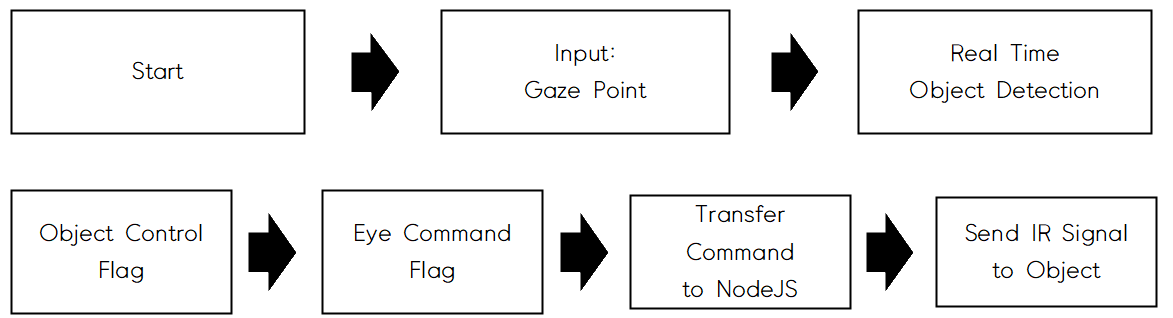 Start
Input:
Gaze Point
Real Time
Object Detection
Object Control
Flag
Eye Command
Flag
Transfer
Command
to NodeJS
Send IR Signal
to Object